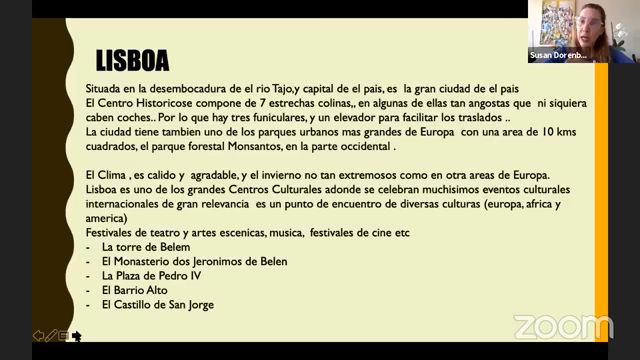 LISBOA
Situada en la desembocadura de el rio Tajo,y capital de el pais, es la gran ciudad de el pais
El Centro Historicose compone de 7 estrechas colinas,, en algunas de ellas tan angostas que ni siquiera
caben coches.. Por lo que hay tres funiculares, y un elevador para facilitar los traslados ..
La ciudad tiene tambien uno de los parques urbanos mas grandes de Europa con una area de 10 kms
cuadrados, el parque forestal Monsantos, en la parte occidental .
El Clima , es calido y agradable, y el invierno no tan extremosos como en otra areas de Europa.
Lisboa es uno de los grandes Centros Culturales adonde se celebran muchisimos eventos culturales
internacionales de gran relevancia es un punto de encuentro de diversas culturas (europa, africa y
america)
Festivales de teatro y artes escenicas, musica, festivales de cine etc
- La torre de Belem
- El Monasterio dos Jeronimos de Belen
- La Plaza de Pedro IV
- El Barrio Alto
- El Castillo de San Jorge
Susan Dorenb...
zoom